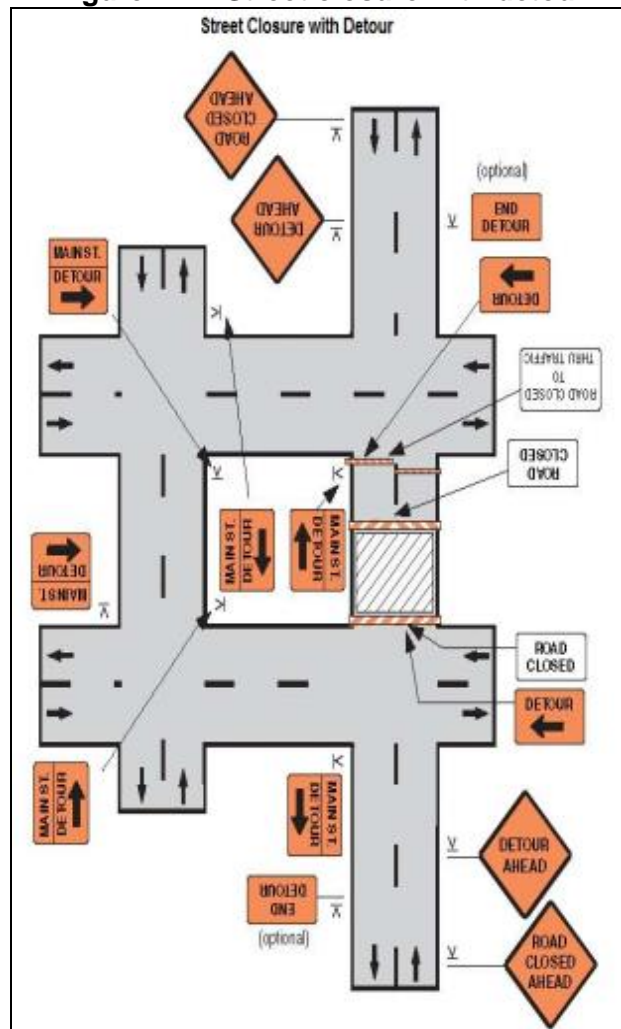 Street Closure with Detour
ROAD
CLOSED
AHEAD
DETOUR
AHEAD
(optional)
END
DETOUR
MAIN ST.
DETOUR
DETOUR
ROAD CLOSED
TO
THRU TRAFFIC
ROAD
CLOSED
MAIN ST.
DETOUR
MAIN ST.
DETOUR
MAIN ST.
DETOUR
ROAD
CLOSED
DETOUR
MAIN ST.
DETOUR
MAIN ST.
DETOUR
DETOUR
AHEAD
END
DETOUR
(optional)
ROAD
CLOSED
AHEAD